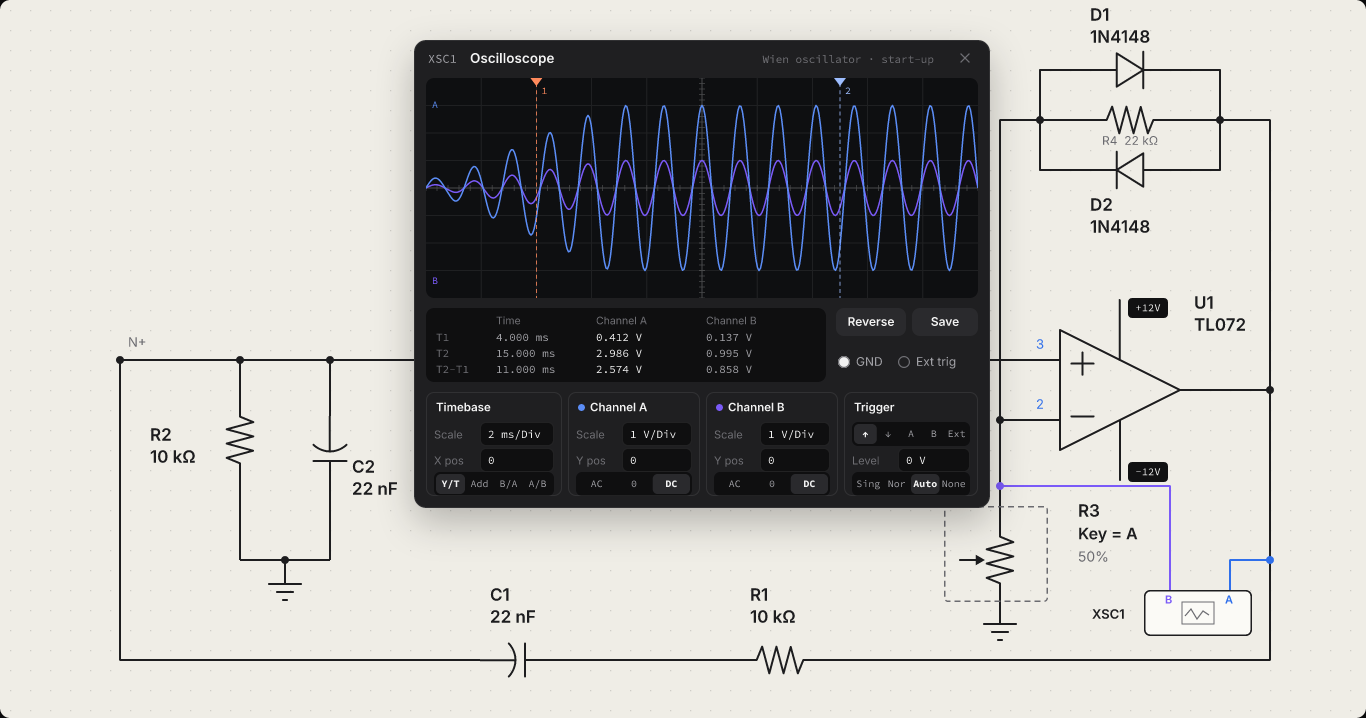 D1
1N4148
XSC1 Oscilloscope Wien oscillator · start-up
1 2
A
R4 22 kΩ
D2
1N4148
B
Time Channel A Channel B
T1 4.000 ms 0.412 V 0.137 V
T2 15.000 ms 2.986 V 0.995 V
T2-T1 11.000 ms 2.574 V 0.858 V
Reverse Save
GND Ext trig
Timebase
Scale 2 ms/Div
X pos 0
Y/T Add B/A A/B
Channel A
Scale 1 V/Div
Y pos 0
AC 0 DC
Channel B
Scale 1 V/Div
Y pos 0
AC 0 DC
Trigger
↑ ↓ A B Ext
Level 0 V
Sing Nor Auto None
U1
TL072
+12V
3
2
−12V
N+
R2
10 kΩ
C2
22 nF
R3
Key = A
50%
C1
22 nF
R1
10 kΩ
XSC1
B A